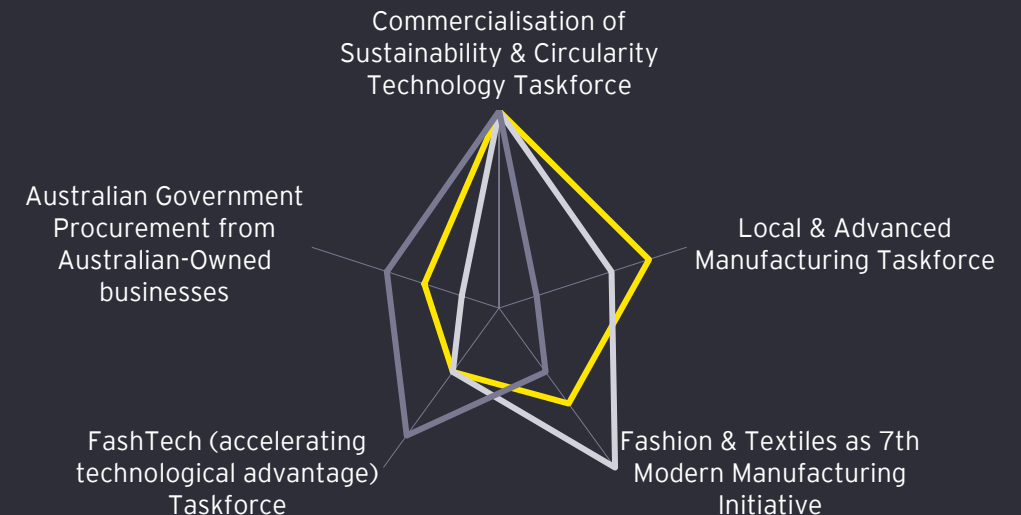 Commercialisation of
Sustainability & Circularity
Technology Taskforce
Australian Government
Procurement from
Australian-Owned
businesses
Local & Advanced
Manufacturing Taskforce
FashTech (accelerating
technological advantage)
Taskforce
Fashion & Textiles as 7th
Modern Manufacturing
Initiative